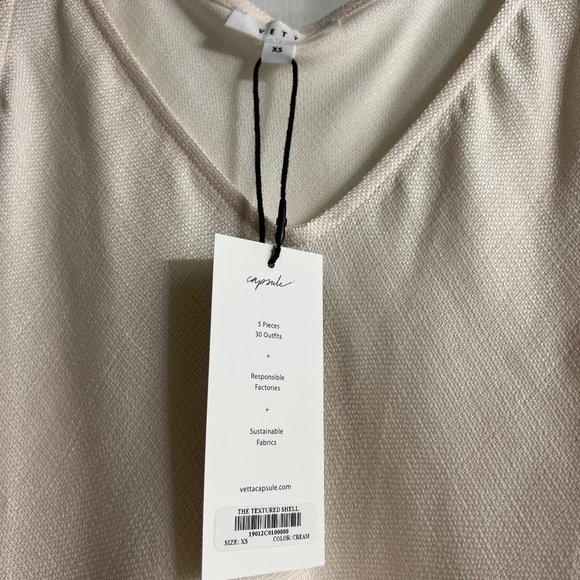 VETT
XS
capsule
5 Pieces
30 Outfits
+
Responsible
Factories
+
Sustainable
Fabrics
vettacapsule.com
THE TEXTURED SHELL
19012C0100000
SIZE: XS COLOR: CREAM